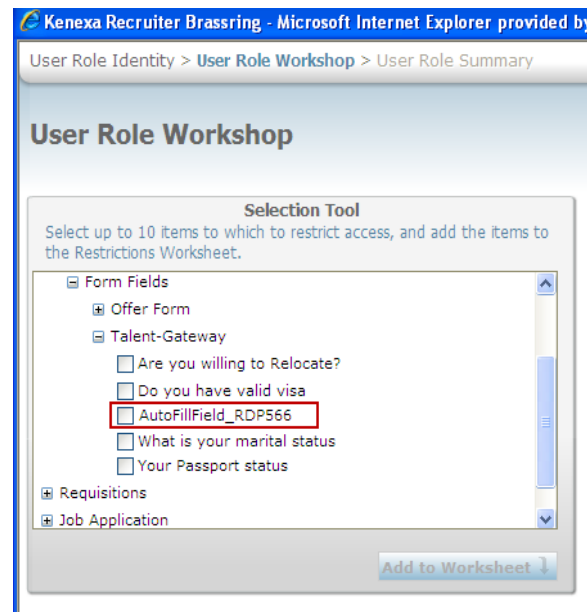 Kenexa Recruiter Brassring - Microsoft Internet Explorer provided by
User Role Identity > User Role Workshop > User Role Summary
User Role Workshop
Selection Tool
Select up to 10 items to which to restrict access, and add the items to
the Restrictions Worksheet.
Form Fields
Offer Form
Talent-Gateway
Are you willing to Relocate?
Do you have valid visa
AutoFillField_RDP566
What is your marital status
Your Passport status
Requisitions
Job Application
Add to Worksheet